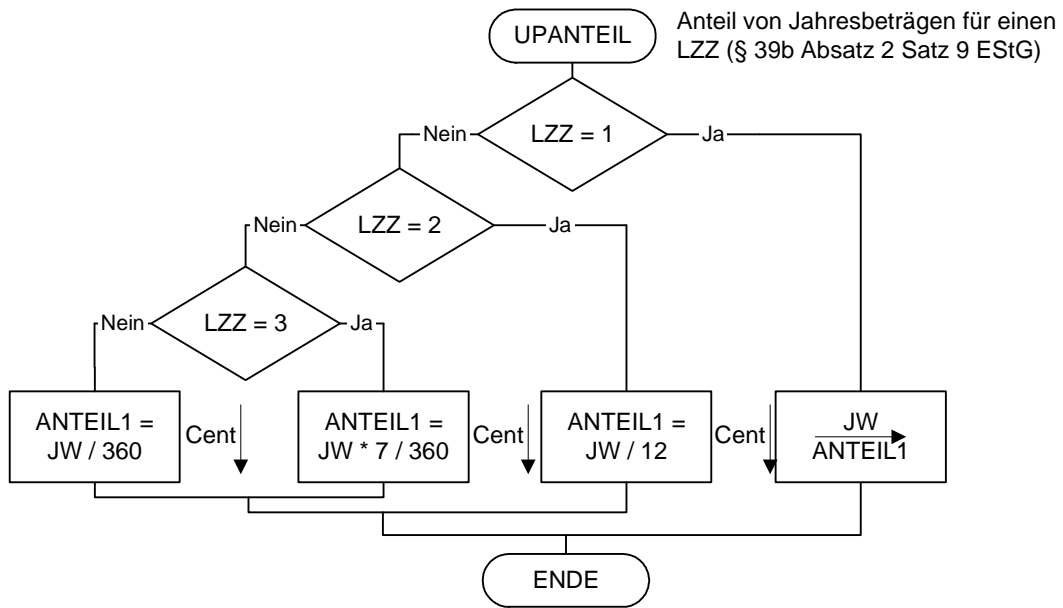 UPANTEIL
Anteil von Jahresbeträgen für einen
LZZ (§ 39b Absatz 2 Satz 9 EStG)
Nein
LZZ = 1
Ja
Nein
LZZ = 2
Ja
Nein
LZZ = 3
Ja
ANTEIL1 =
JW / 360
Cent
ANTEIL1 =
JW * 7 / 360
Cent
ANTEIL1 =
JW / 12
Cent
JW
ANTEIL1
ENDE